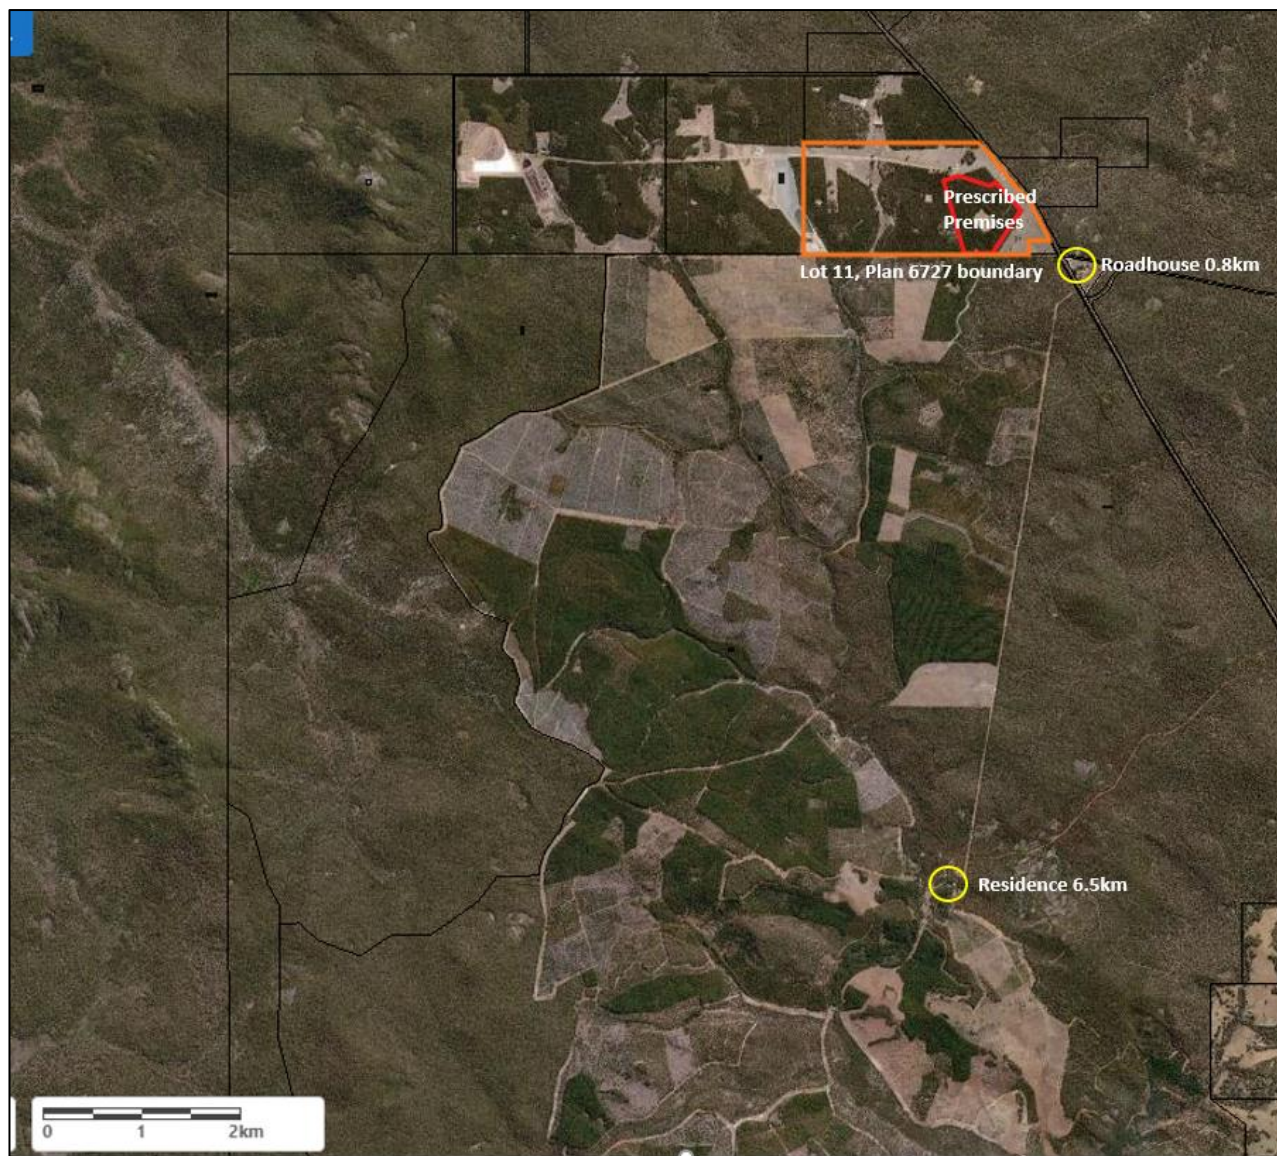 Prescribed
Premises
Lot 11, Plan 6727 boundary
Roadhouse 0.8km
Residence 6.5km
0 1 2km